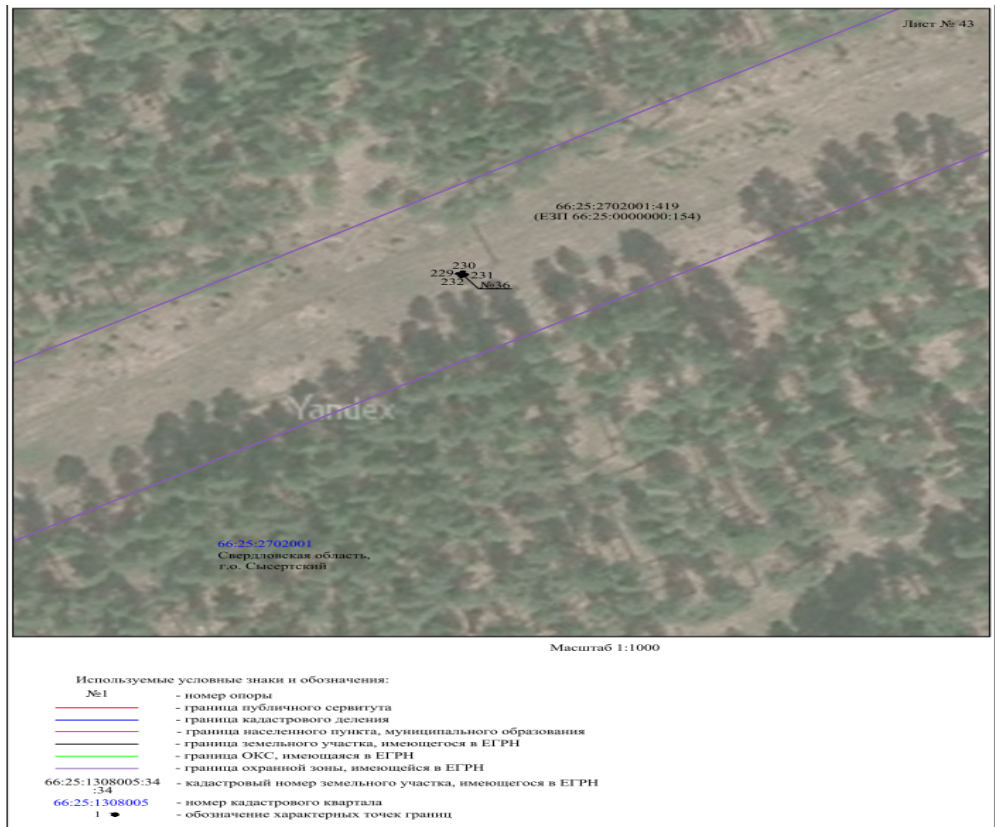 Лист № 43
66:25:2702001:419
(ЕЗП 66:25:0000000:154)
230
229 231
232 №36
Yandex
66:25:2702001
Свердловская область,
г.о. Сысертский
Масштаб 1:1000
Используемые условные знаки и обозначения:
№1 - номер опоры
- граница публичного сервитута
- граница кадастрового деления
- граница населенного пункта, муниципального образования
- граница земельного участка, имеющегося в ЕГРН
- граница ОКС, имеющаяся в ЕГРН
- граница охранной зоны, имеющейся в ЕГРН
66:25:1308005:34 - кадастровый номер земельного участка, имеющегося в ЕГРН
:34
66:25:1308005 - номер кадастрового квартала
1 - обозначение характерных точек границ